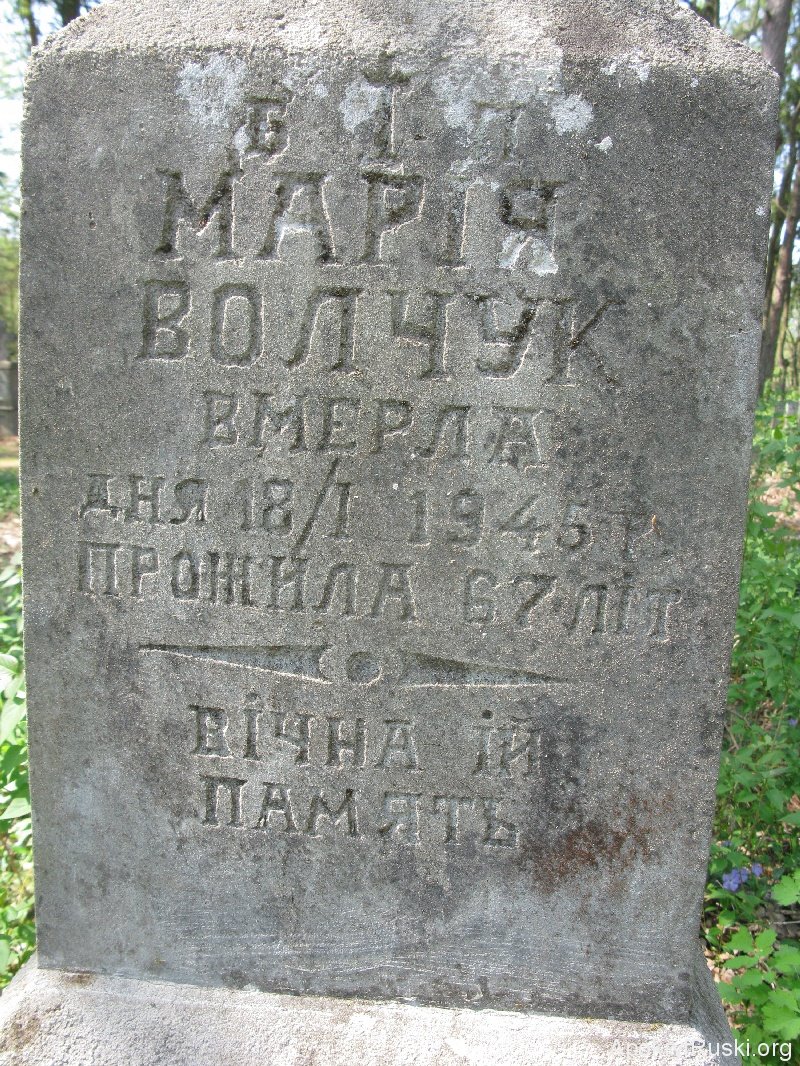 Б І Т
МАРІЯ
ВОЛЧУК
ВМЕРЛА
ДНЯ 18/І 1945 Р.
ПРОЖИЛА 67 ЛІТ
ВІЧНА ІЙ
ПАМЯТЬ
Ruski.org